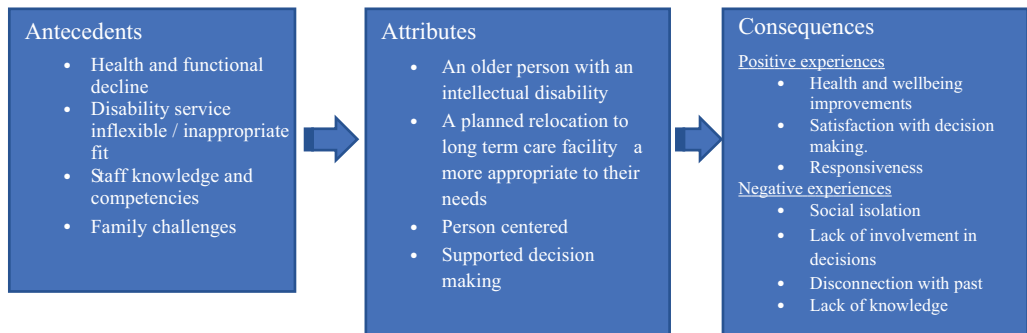 Antecedents
• Health and functional
decline
• Disability service
inflexible / inappropriate
fit
• Staff knowledge and
competencies
• Family challenges
Attributes
• An older person with an
intellectual disability
• A planned relocation to
long term care facility a
more appropriate to their
needs
• Person centered
• Supported decision
making
Consequences
Positive experiences
• Health and wellbeing
improvements
• Satisfaction with decision
making.
• Responsiveness
Negative experiences
• Social isolation
• Lack of involvement in
decisions
• Disconnection with past
• Lack of knowledge